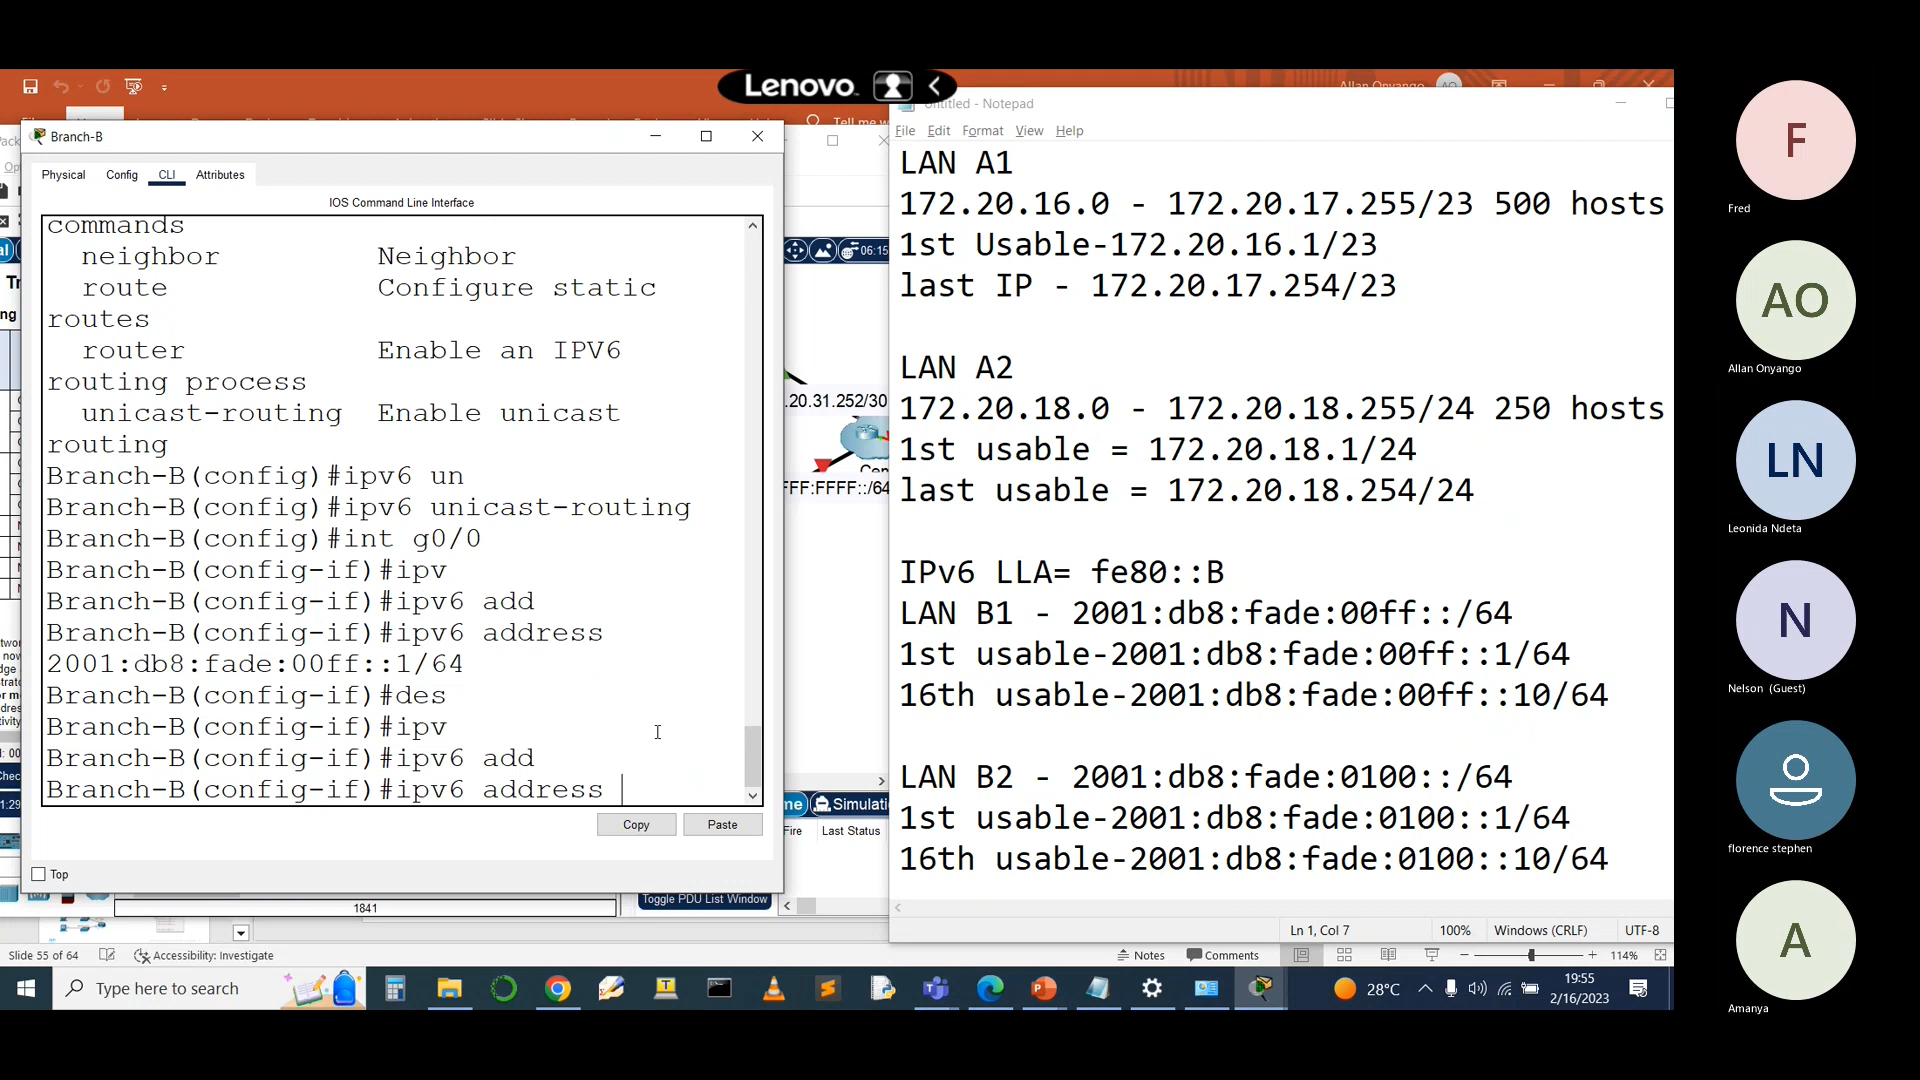 Lenovo
Allan Onyango
AO
Tell me w
Branch-B
Physical Config CLI Attributes
IOS Command Line Interface
commands
neighbor Neighbor
route Configure static
routes
router Enable an IPV6
routing process
unicast-routing Enable unicast
routing
Branch-B(config)#ipv6 un
Branch-B(config)#ipv6 unicast-routing
Branch-B(config)#int g0/0
Branch-B(config-if)#ipv
Branch-B(config-if)#ipv6 add
Branch-B(config-if)#ipv6 address
2001:db8:fade:00ff::1/64
Branch-B(config-if)#des
Branch-B(config-if)#ipv
Branch-B(config-if)#ipv6 add
Branch-B(config-if)#ipv6 address
Copy Paste
Top
1841
Toggle PDU List Window
06:15
.20.31.252/30
Cen
FFF:FFFF::/64
me Simulati
Fire Last Status
Untitled - Notepad
File Edit Format View Help
LAN A1
172.20.16.0 - 172.20.17.255/23 500 hosts
1st Usable-172.20.16.1/23
last IP - 172.20.17.254/23
LAN A2
172.20.18.0 - 172.20.18.255/24 250 hosts
1st usable = 172.20.18.1/24
last usable = 172.20.18.254/24
IPv6 LLA= fe80::B
LAN B1 - 2001:db8:fade:00ff::/64
1st usable-2001:db8:fade:00ff::1/64
16th usable-2001:db8:fade:00ff::10/64
LAN B2 - 2001:db8:fade:0100::/64
1st usable-2001:db8:fade:0100::1/64
16th usable-2001:db8:fade:0100::10/64
Ln 1, Col 7 100% Windows (CRLF) UTF-8
Slide 55 of 64 Accessibility: Investigate Notes Comments 114%
Type here to search 28°C 19:55
2/16/2023
F
Fred
AO
Allan Onyango
LN
Leonida Ndeta
N
Nelson (Guest)
florence stephen
A
Amanya